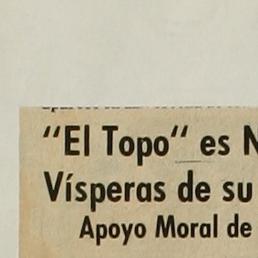 "El Topo" es
Vísperas de su
Apoyo Moral de